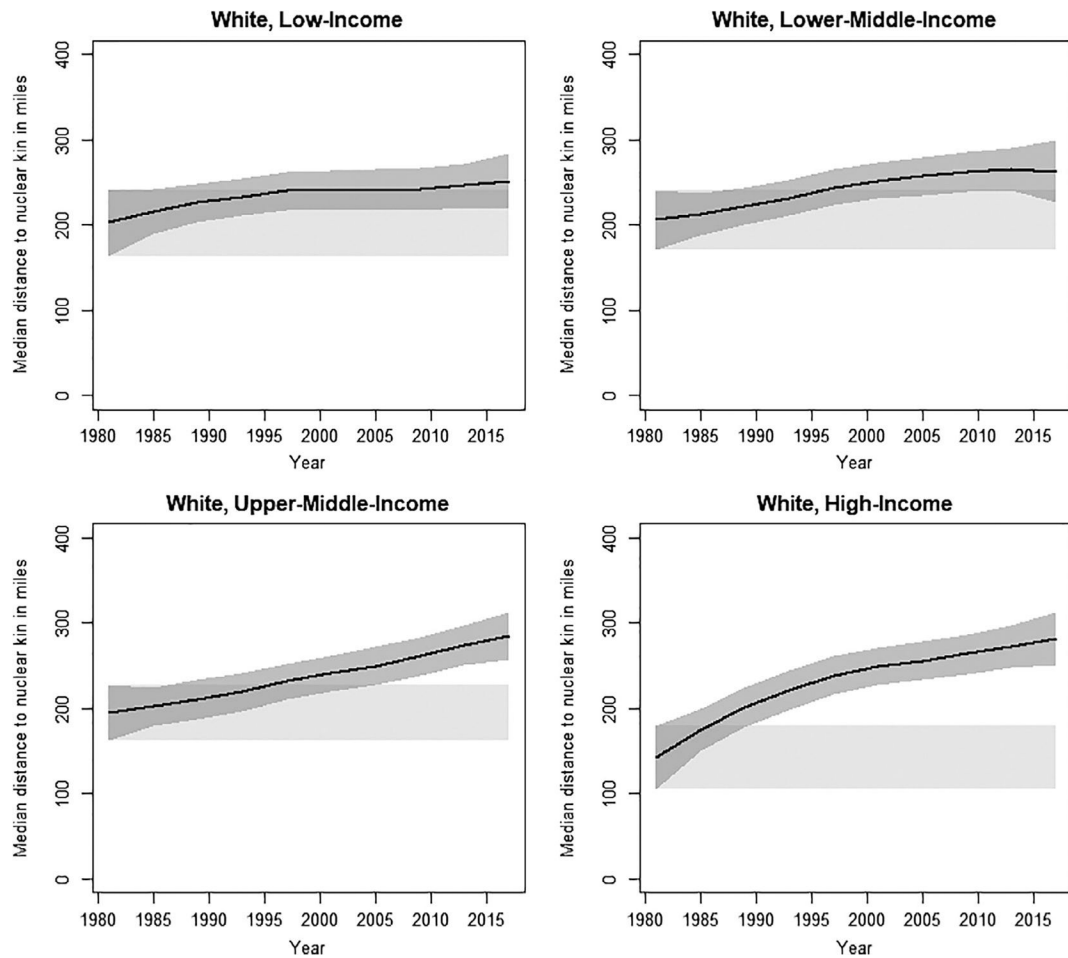 White, Low-Income
Median distance to nuclear kin in miles
400
300
200
100
0
1980 1985 1990 1995 2000 2005 2010 2015
Year
White, Lower-Middle-Income
Median distance to nuclear kin in miles
400
300
200
100
0
1980 1985 1990 1995 2000 2005 2010 2015
Year
White, Upper-Middle-Income
Median distance to nuclear kin in miles
400
300
200
100
0
1980 1985 1990 1995 2000 2005 2010 2015
Year
White, High-Income
Median distance to nuclear kin in miles
400
300
200
100
0
1980 1985 1990 1995 2000 2005 2010 2015
Year